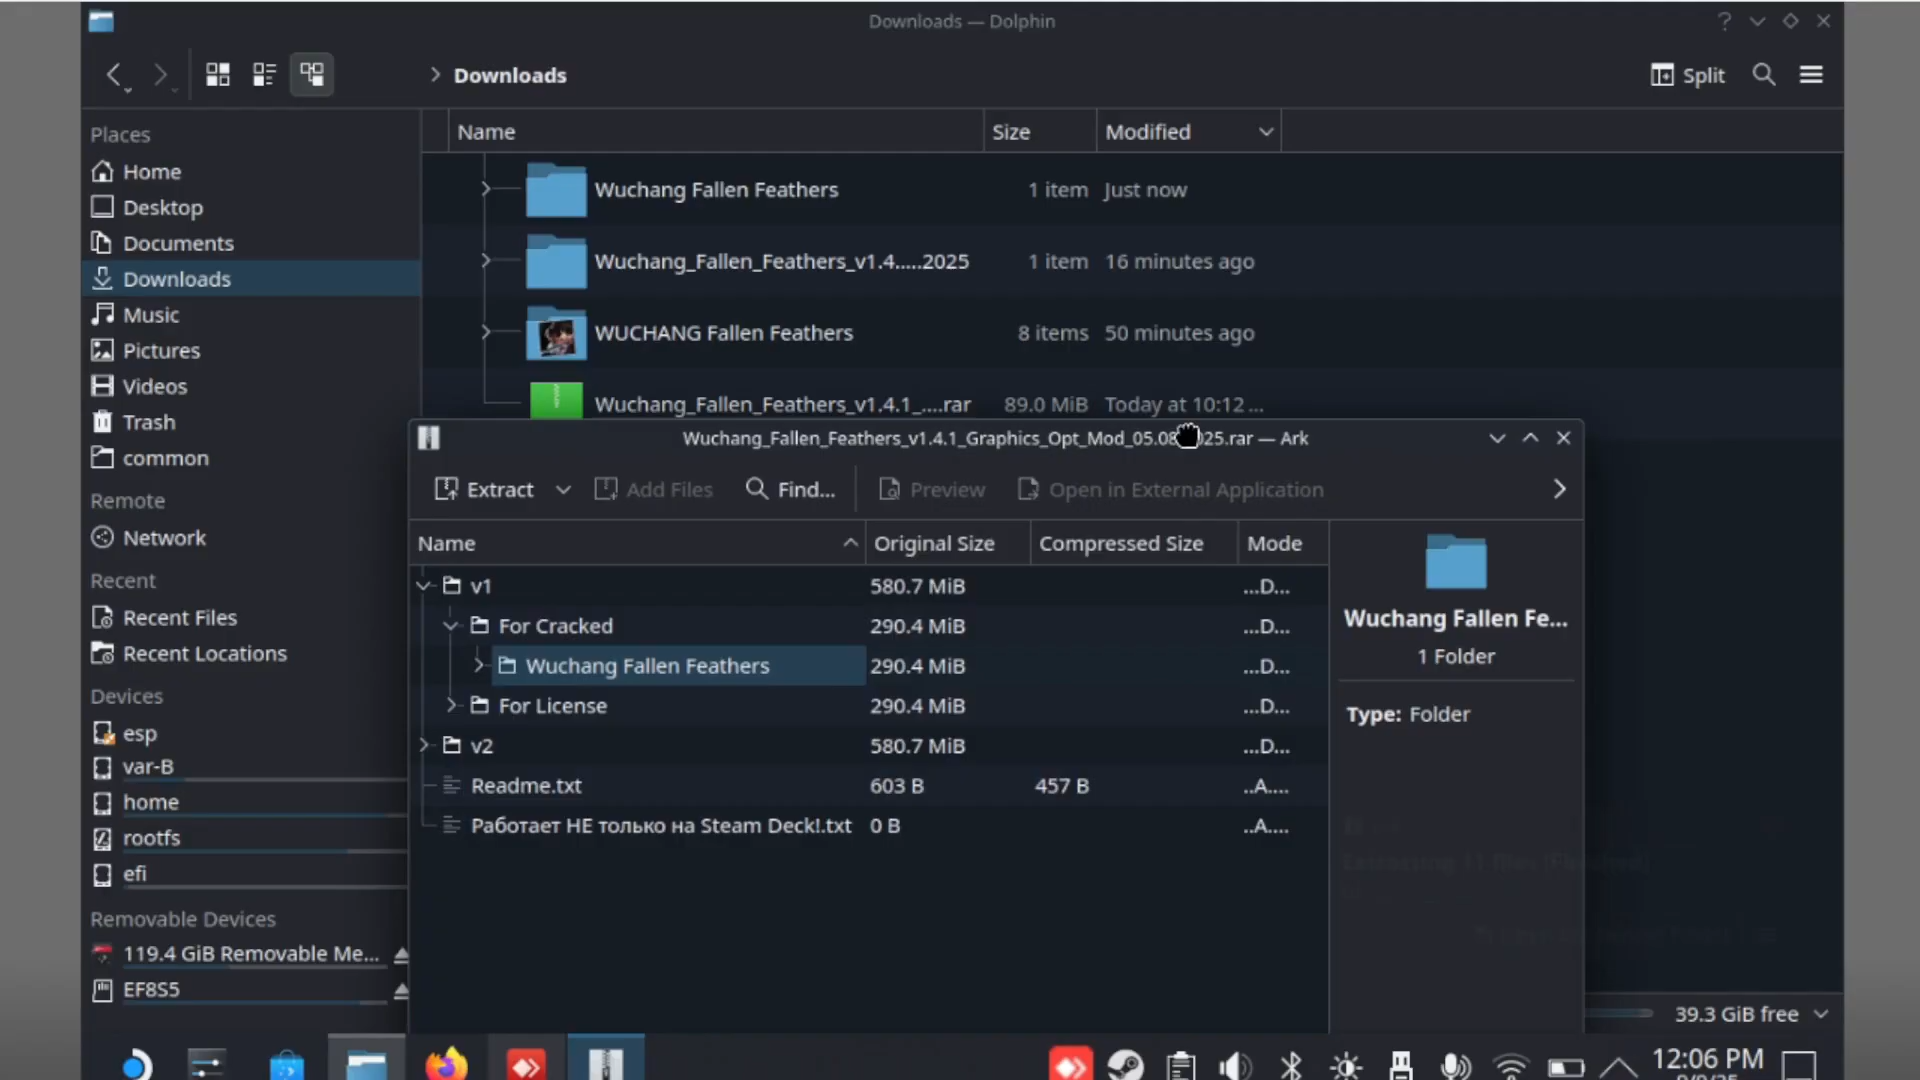 Downloads — Dolphin
Downloads
Split
Places
Home
Desktop
Documents
Downloads
Music
Pictures
Videos
Trash
common
Remote
Network
Recent
Recent Files
Recent Locations
Devices
esp
var-B
home
rootfs
efi
Removable Devices
119.4 GiB Removable Me...
EF8S5
Name Size Modified
Wuchang Fallen Feathers 1 item Just now
Wuchang_Fallen_Feathers_v1.4.....2025 1 item 16 minutes ago
WUCHANG Fallen Feathers 8 items 50 minutes ago
Wuchang_Fallen_Feathers_v1.4.1_....rar 89.0 MiB Today at 10:12 ...
Wuchang_Fallen_Feathers_v1.4.1_Graphics_Opt_Mod_05.08 025.rar — Ark
Extract Add Files Find... Preview Open in External Application
Name Original Size Compressed Size Mode
v1 580.7 MiB ...D...
For Cracked 290.4 MiB ...D...
Wuchang Fallen Feathers 290.4 MiB ...D...
For License 290.4 MiB ...D...
v2 580.7 MiB ...D...
Readme.txt 603 B 457 B ..A....
Работает НЕ только на Steam Deck!.txt 0 B ..A....
Wuchang Fallen Fe...
1 Folder
Type: Folder
39.3 GiB free
12:06 PM